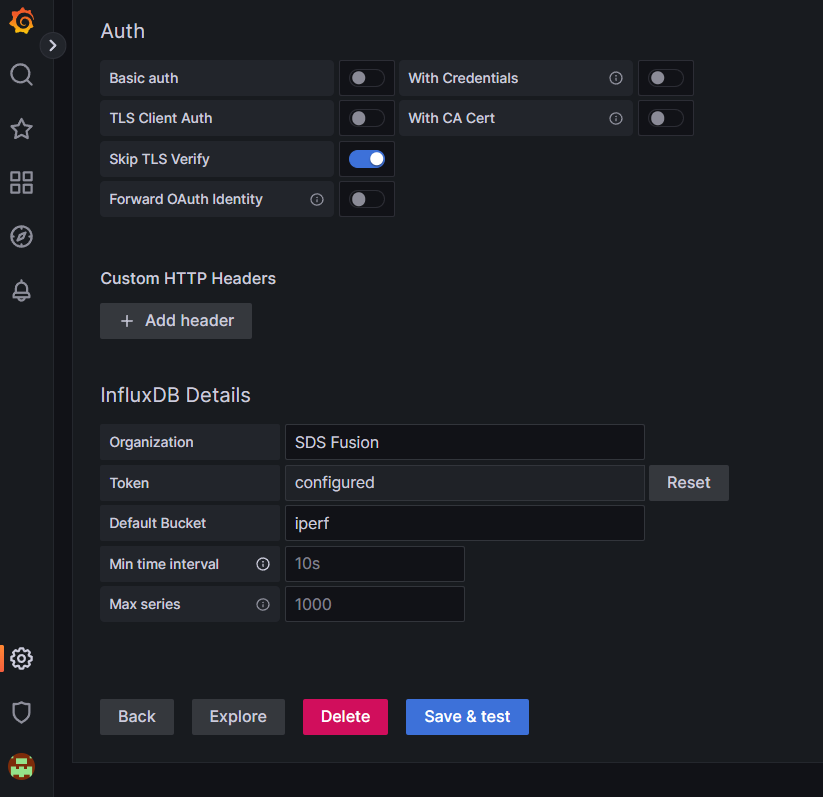 Auth
Basic auth
With Credentials
TLS Client Auth
With CA Cert
Skip TLS Verify
Forward OAuth Identity
Custom HTTP Headers
+ Add header
InfluxDB Details
Organization SDS Fusion
Token configured Reset
Default Bucket iperf
Min time interval 10s
Max series 1000
Back Explore Delete Save & test